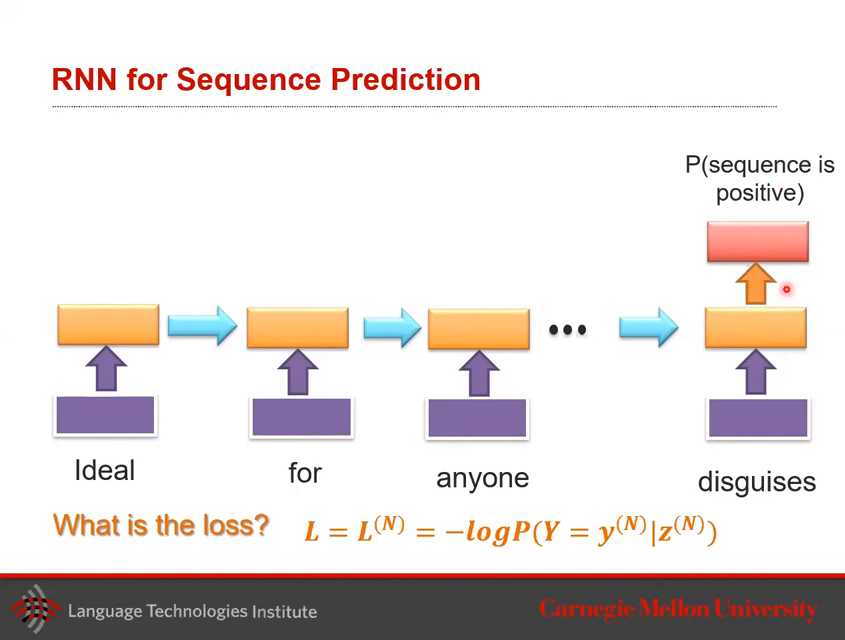 RNN for Sequence Prediction
P(sequence is
positive)
Ideal
for
anyone
disguises
What is the loss?
L = L^(N) = −logP(Y = y^(N)|z^(N))
Language Technologies Institute
Carnegie Mellon University